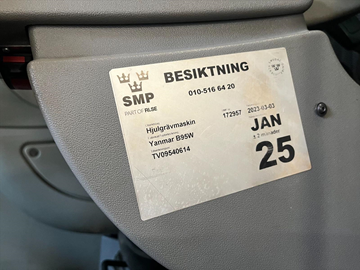 BESIKTNING
SMP
PART OF RISE
010-516 64 20
Hjulgrävmaskin
Yanmar B95W
TV09540614
172957
2023-03-03
JAN
12 månader
25